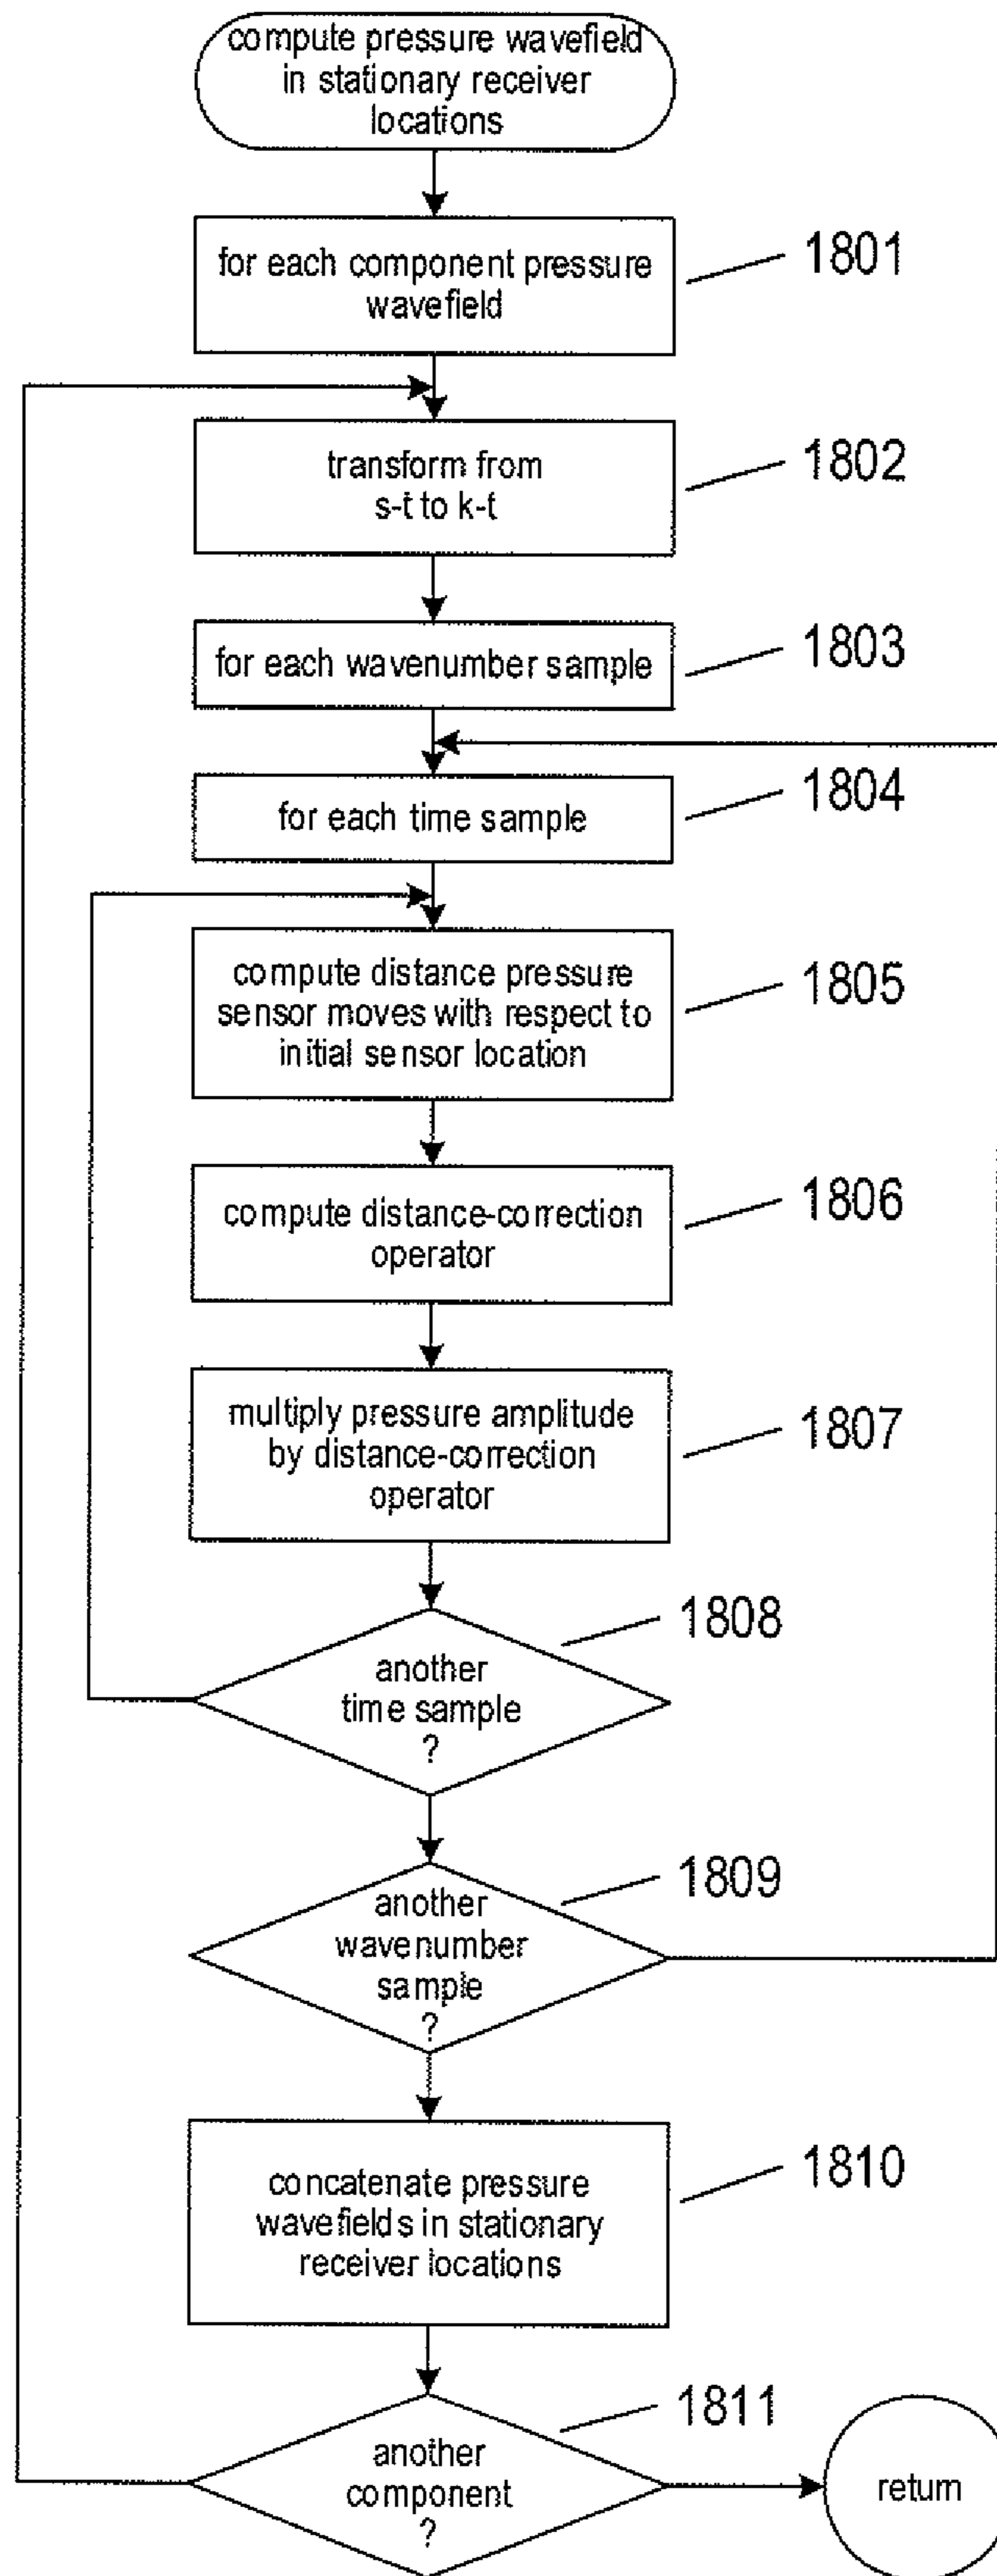 compute pressure wavefield
in stationary receiver
locations
for each component pressure
wavefield
1801
transform from
s-t to k-t
1802
for each wavenumber sample
1803
for each time sample
1804
compute distance pressure
sensor moves with respect to
initial sensor location
1805
compute distance-correction
operator
1806
multiply pressure amplitude
by distance-correction
operator
1807
another
time sample
?
1808
another
wavenumber
sample
?
1809
concatenate pressure
wavefields in stationary
receiver locations
1810
another
component
?
1811
return